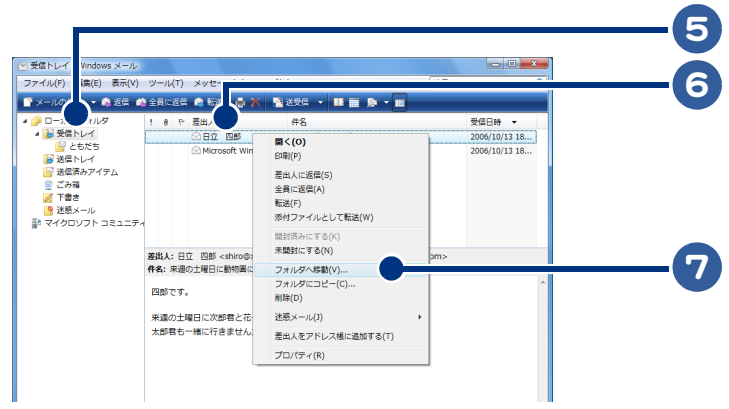 5
受信トレイ Windows メール
6
ファイル(F) 表示(V) ツール(T)
メールの 返信 全員に返信 送受信
! 差出人 件名 受信日時
受信トレイ
ともだち
送信トレイ
送信済みアイテム
ごみ箱
下書き
迷惑メール
マイクロソフト コミュニティ
日立 四郎 2006/10/13 18...
Microsoft Win 2006/10/13 18...
開く(O)
印刷(P)
差出人に返信(S)
全員に返信(A)
転送(F)
添付ファイルとして転送(W)
開封済みにする(K)
未開封にする(N)
フォルダへ移動(V)...
フォルダにコピー(C)...
削除(D)
迷惑メール(J)
差出人をアドレス帳に追加する(T)
プロパティ(R)
7
差出人: 日立 四郎 <shiro@ om>
件名: 来週の土曜日に動物園に
四郎です。
来週の土曜日に次郎君と花
太郎君も一緒に行きません